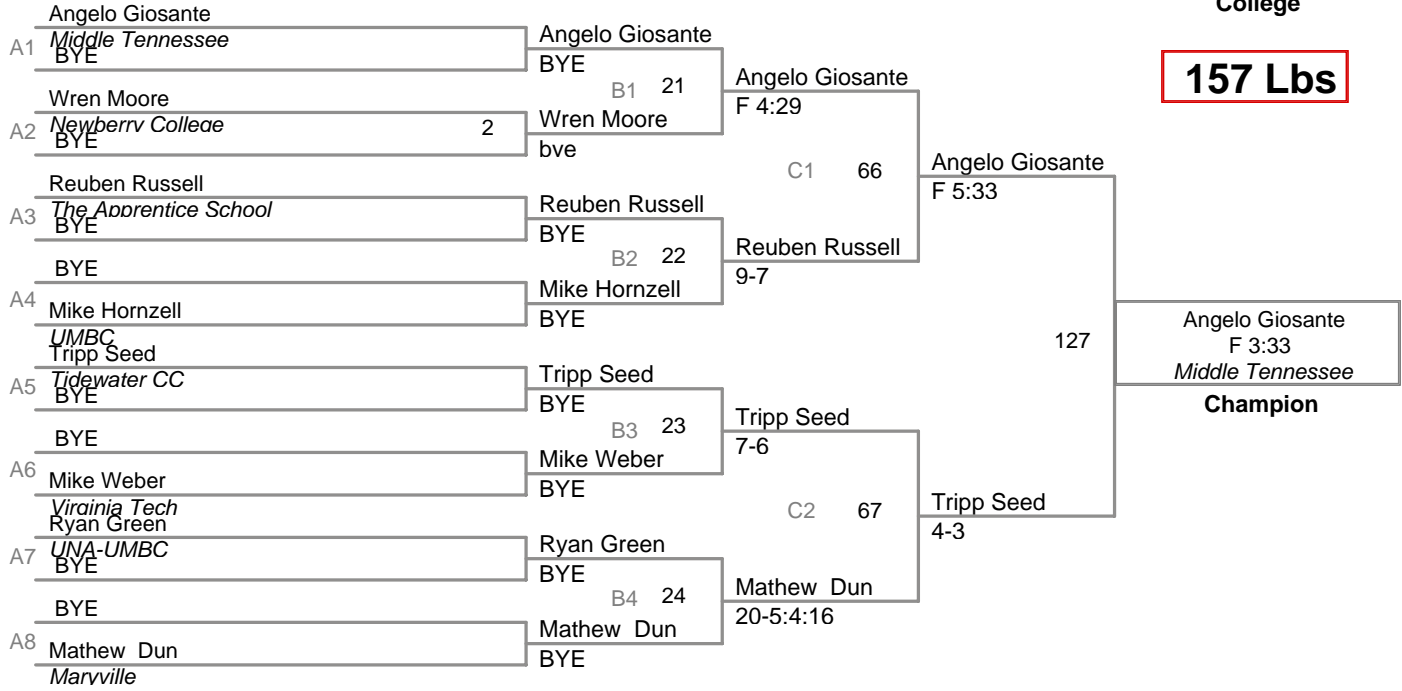 College
157 Lbs
Angelo Giosante
A1
Middle Tennessee
BYE
Wren Moore
A2
Newberry College
BYE
2
Reuben Russell
A3
The Apprentice School
BYE
BYE
A4
Mike Hornzell
UMBC
Tripp Seed
A5
Tidewater CC
BYE
BYE
A6
Mike Weber
Virginia Tech
Ryan Green
A7
UNA-UMBC
BYE
BYE
A8
Mathew Dun
Maryville
Angelo Giosante
BYE
B1 21
Wren Moore
bye
Reuben Russell
BYE
B2 22
Mike Hornzell
BYE
Tripp Seed
BYE
B3 23
Mike Weber
BYE
Ryan Green
BYE
B4 24
Mathew Dun
BYE
Angelo Giosante
F 4:29
C1 66
Reuben Russell
9-7
Tripp Seed
7-6
C2 67
Mathew Dun
20-5:4:16
Angelo Giosante
F 5:33
127
Tripp Seed
4-3
Angelo Giosante
F 3:33
Middle Tennessee
Champion